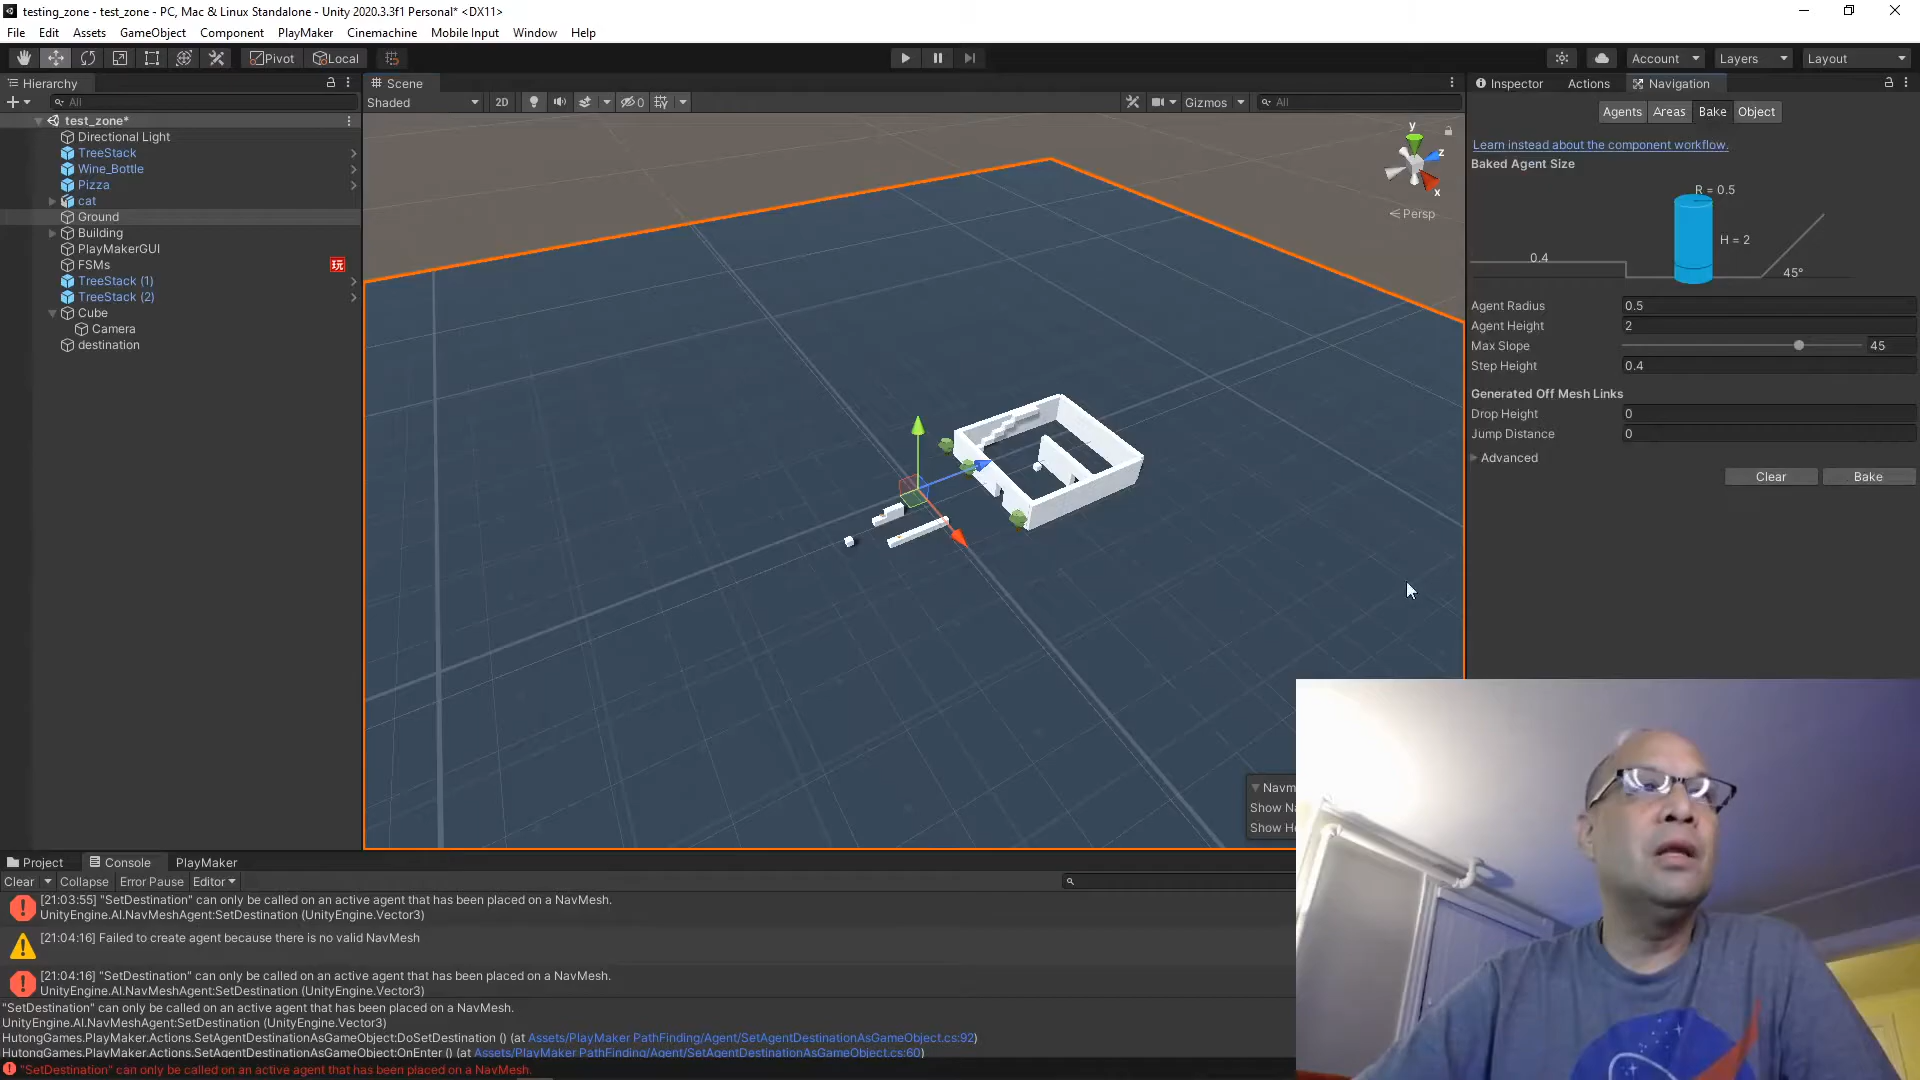 testing_zone - test_zone - PC, Mac & Linux Standalone - Unity 2020.3.3f1 Personal* <DX11>
File Edit Assets GameObject Component PlayMaker Cinemachine Mobile Input Window Help
Pivot Local Account Layers Layout
Hierarchy
All
test_zone*
Directional Light
TreeStack
Wine_Bottle
Pizza
cat
Ground
Building
PlayMakerGUI
FSMs 玩
TreeStack (1)
TreeStack (2)
Cube
Camera
destination
Scene
Shaded 2D 0 Gizmos All
y
z
x
Persp
Navm
Show Na
Show He
Inspector Actions Navigation
Agents Areas Bake Object
Learn instead about the component workflow.
Baked Agent Size
R = 0.5
H = 2
0.4
45°
Agent Radius 0.5
Agent Height 2
Max Slope 45
Step Height 0.4
Generated Off Mesh Links
Drop Height 0
Jump Distance 0
Advanced
Clear Bake
Project Console PlayMaker
Clear Collapse Error Pause Editor
[21:03:55] "SetDestination" can only be called on an active agent that has been placed on a NavMesh.
UnityEngine.AI.NavMeshAgent:SetDestination (UnityEngine.Vector3)
[21:04:16] Failed to create agent because there is no valid NavMesh
[21:04:16] "SetDestination" can only be called on an active agent that has been placed on a NavMesh.
UnityEngine.AI.NavMeshAgent:SetDestination (UnityEngine.Vector3)
"SetDestination" can only be called on an active agent that has been placed on a NavMesh.
UnityEngine.AI.NavMeshAgent:SetDestination (UnityEngine.Vector3)
HutongGames.PlayMaker.Actions.SetAgentDestinationAsGameObject:DoSetDestination () (at Assets/PlayMaker PathFinding/Agent/SetAgentDestinationAsGameObject.cs:92)
HutongGames.PlayMaker.Actions.SetAgentDestinationAsGameObject:OnEnter () (at Assets/PlayMaker PathFinding/Agent/SetAgentDestinationAsGameObject.cs:60)
"SetDestination" can only be called on an active agent that has been placed on a NavMesh.